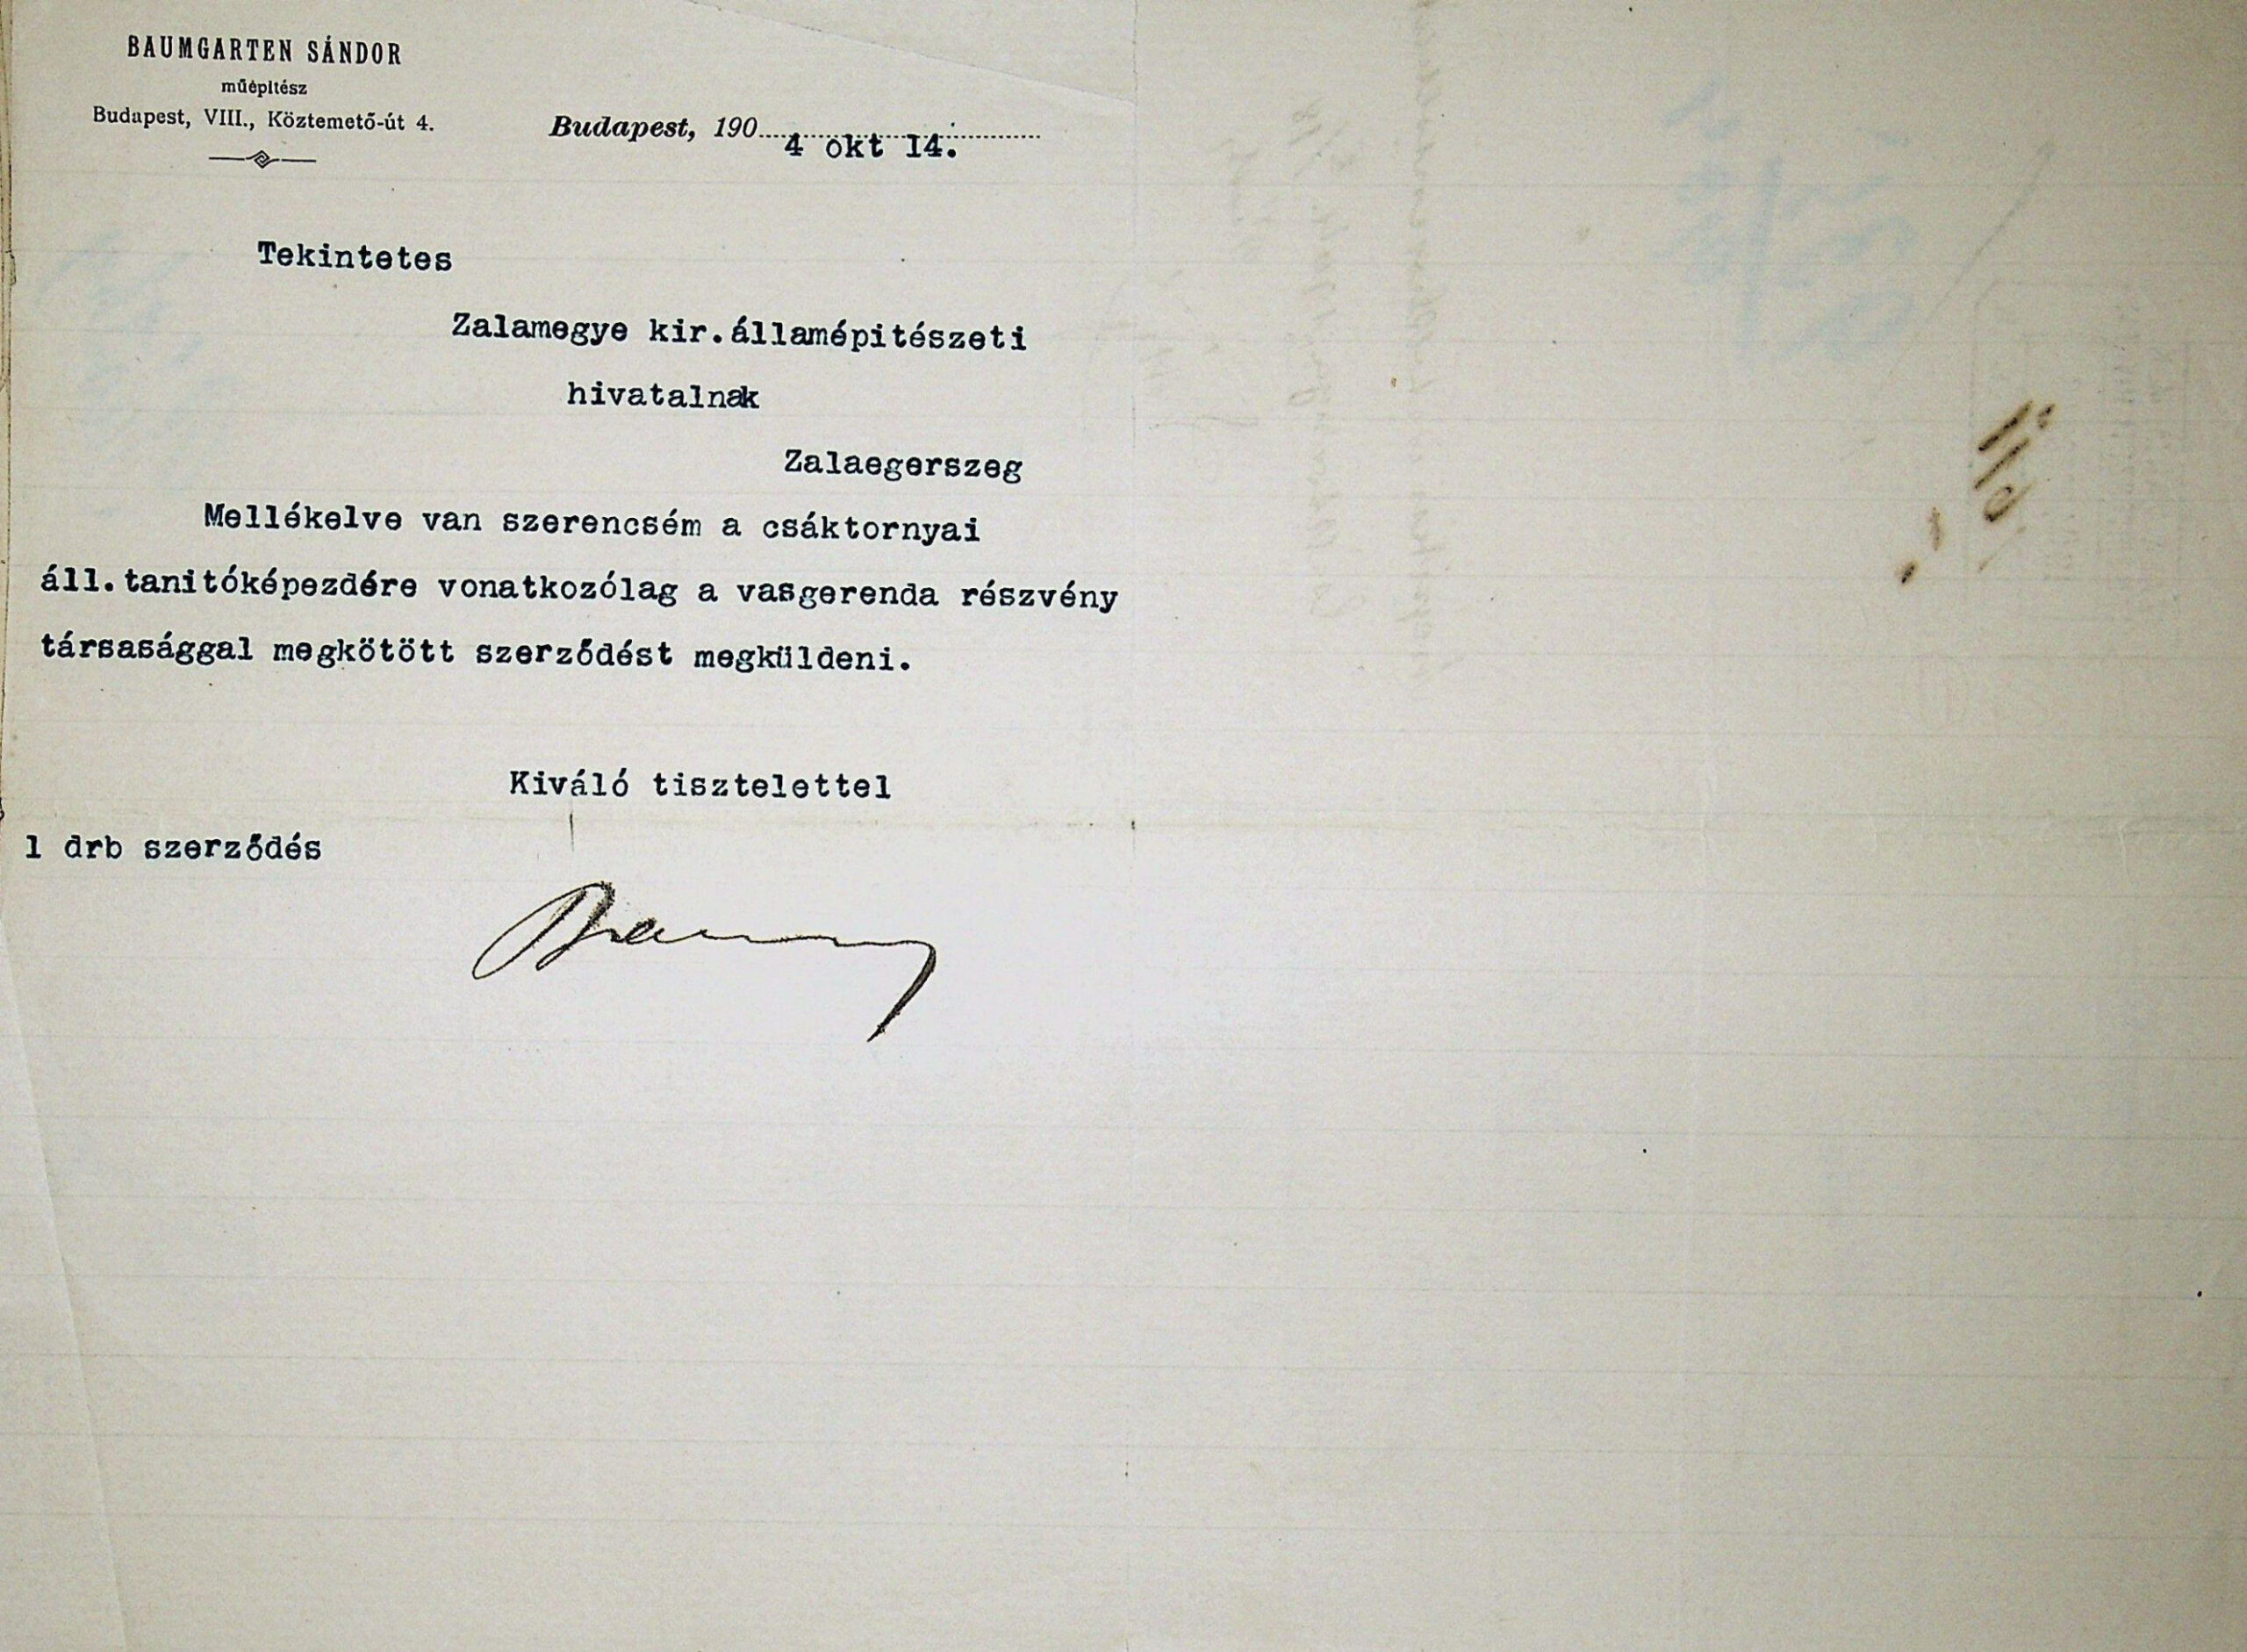 BAUMGARTEN SÁNDOR
műépitész
Budapest, VIII., Köztemető-út 4.
Budapest, 190 4 okt 14.
Tekintetes
Zalamegye kir.államépitészeti
hivatalnak
Zalaegerszeg
Mellékelve van szerencsém a csáktornyai
áll.tanitóképezdére vonatkozólag a vasgerenda részvény
társasággal megkötött szerződést megküldeni.
Kiváló tisztelettel
1 drb szerződés